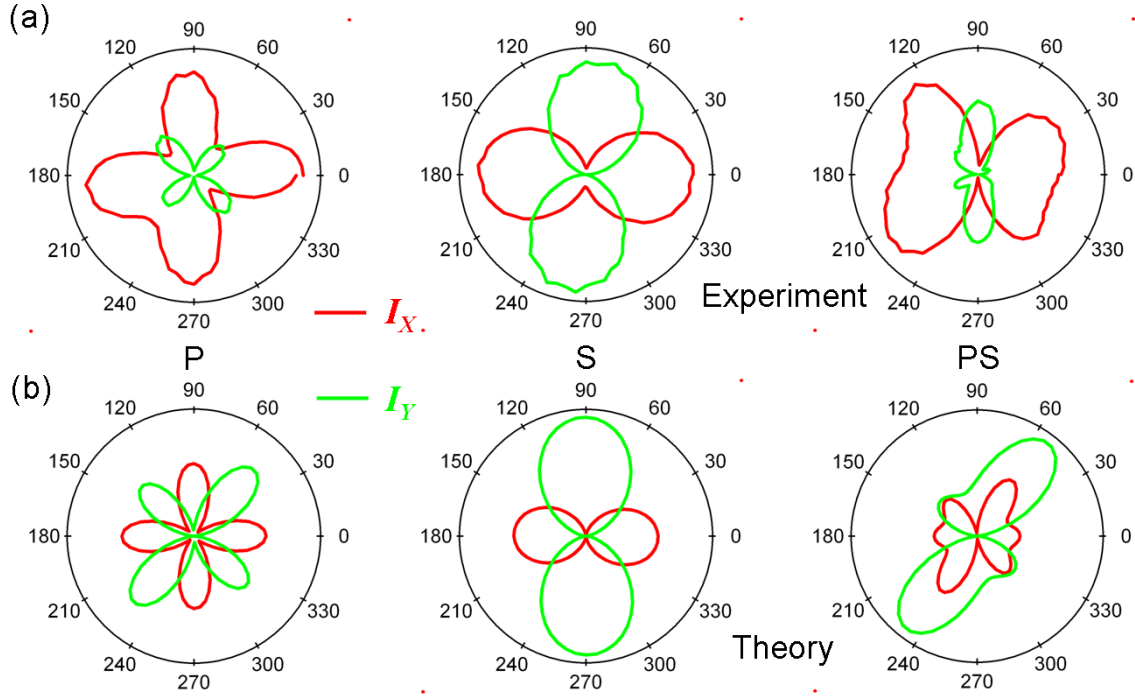 (a)
90 90 90
120 60 120 60 120 60
150 30 150 30 150 30
180 0 180 0 180 0
210 330 210 330 210 330
240 300 240 300 240 300
270 270 270
Experiment
I_X
P S PS
(b)
I_Y
90 90 90
120 60 120 60 120 60
150 30 150 30 150 30
180 0 180 0 180 0
210 330 210 330 210 330
240 300 240 300 240 300
270 270 270
Theory